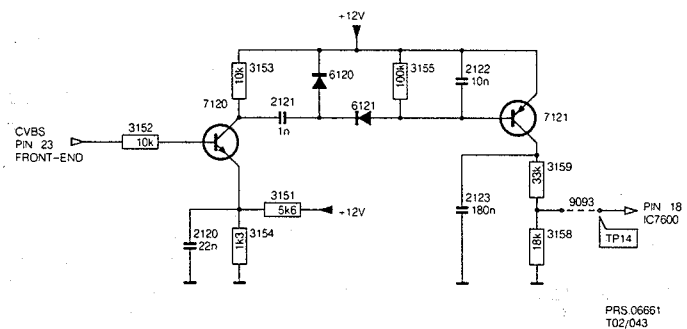 +12V
3153
10k
6120
100k
3155
2122
10n
7120
2121
1n
6121
7121
CVBS
PIN 23
FRONT-END
3152
10k
3159
33k
3151
5k6
+12V
2123
180n
9093
PIN 18
IC7600
2120
22n
1k3
3154
18k
3158
TP14
PRS.06661
T02/043